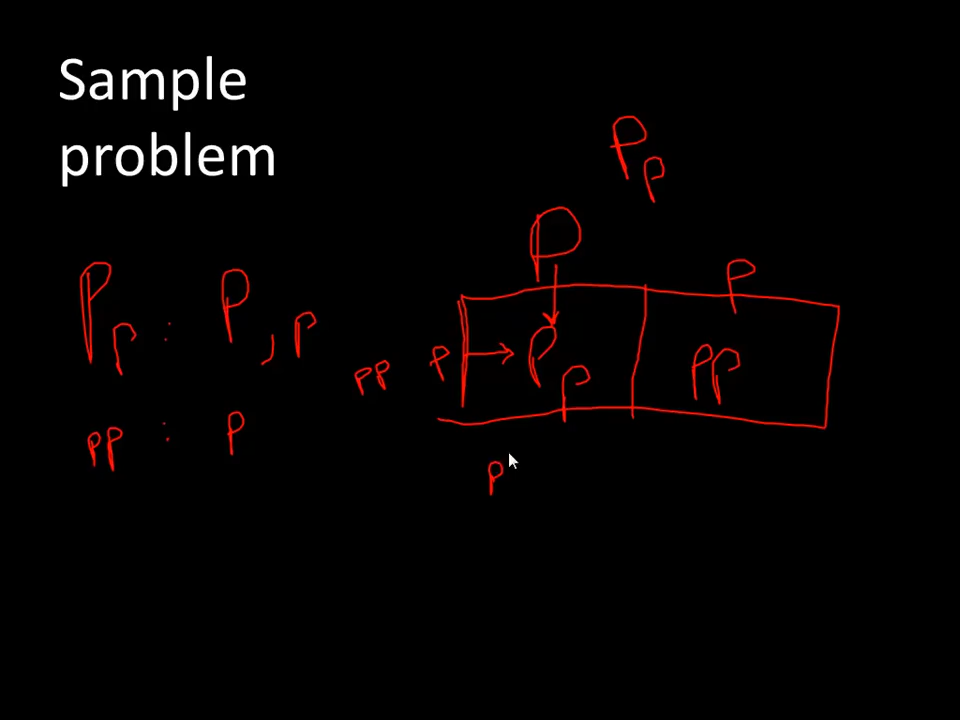 Sample
problem
Pp
P
p
Pp : P, p
pp p Pp pp
pp : p
p